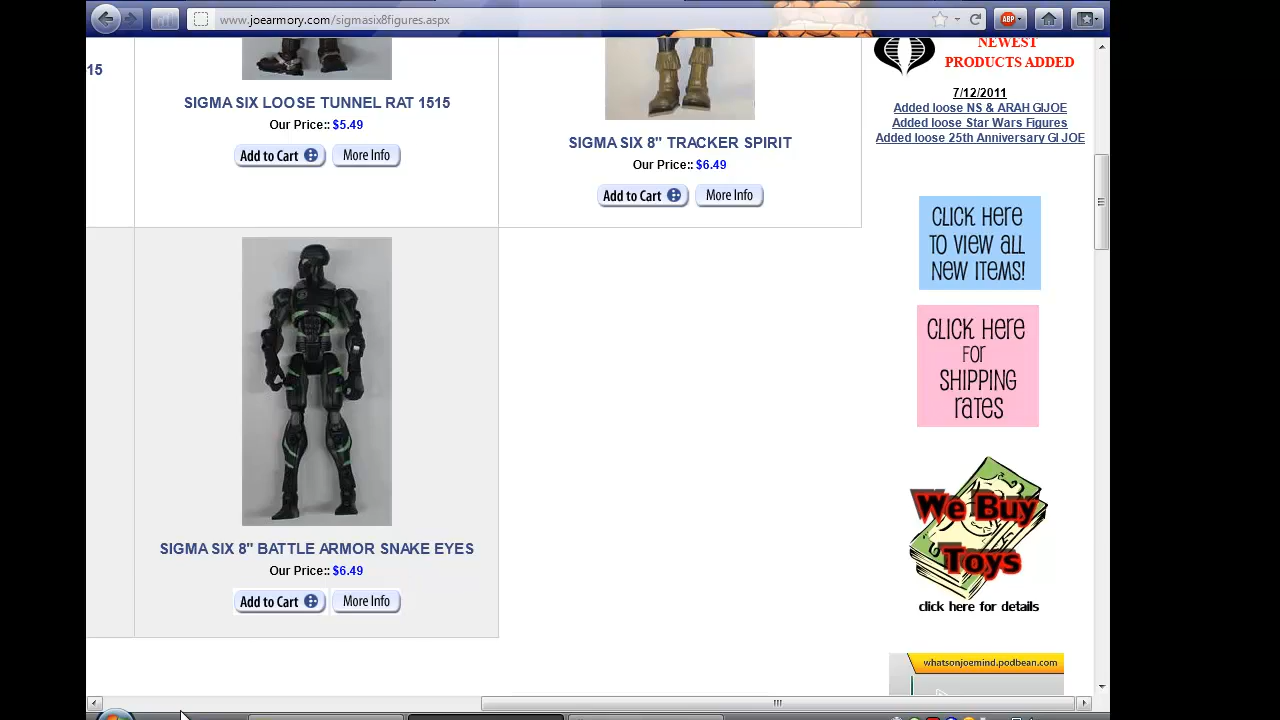 www.joearmory.com/sigmasix8figures.aspx
ABP
15
SIGMA SIX LOOSE TUNNEL RAT 1515
Our Price:: $5.49
Add to Cart
More Info
SIGMA SIX 8" TRACKER SPIRIT
Our Price:: $6.49
Add to Cart
More Info
SIGMA SIX 8" BATTLE ARMOR SNAKE EYES
Our Price:: $6.49
Add to Cart
More Info
NEWEST
PRODUCTS ADDED
7/12/2011
Added loose NS & ARAH GIJOE
Added loose Star Wars Figures
Added loose 25th Anniversary GI JOE
CLICK HERE
TO VIEW ALL
NEW ITEMS!
CLICK HERE
FOR
SHIPPING
RATES
We Buy
Toys
click here for details
whatsonjoemind.podbean.com